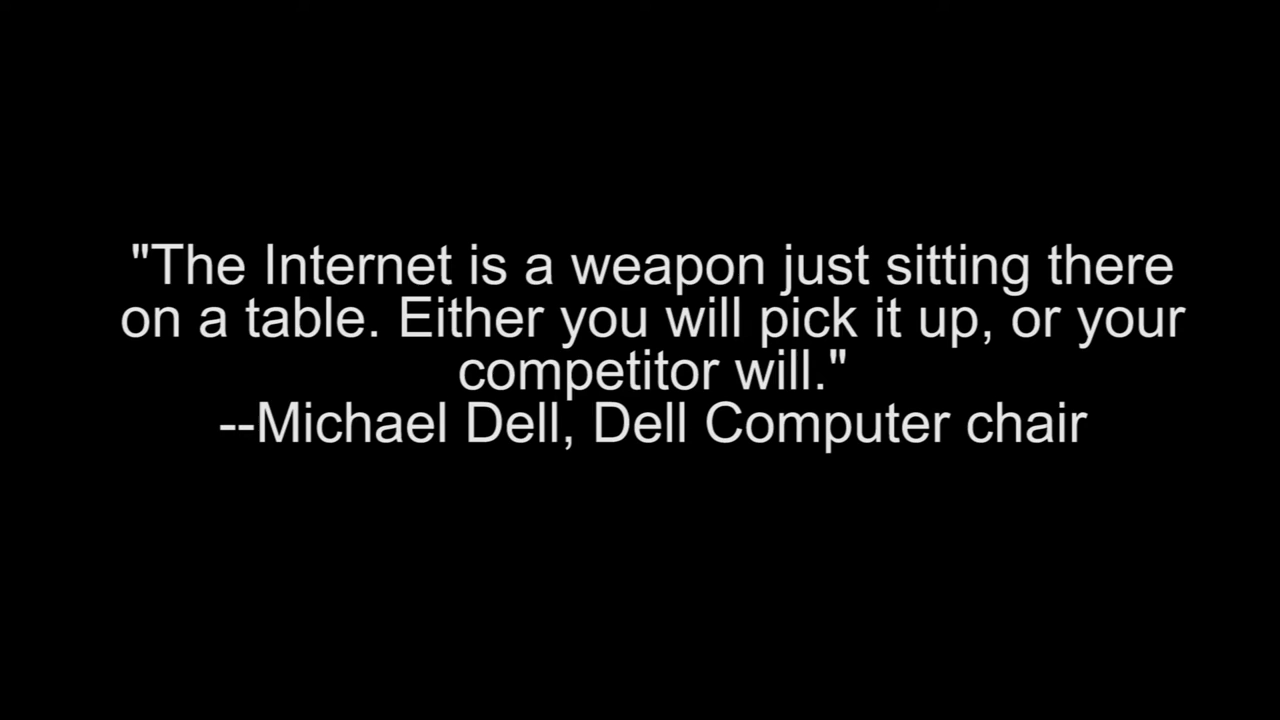 "The Internet is a weapon just sitting there
on a table. Either you will pick it up, or your
competitor will."
--Michael Dell, Dell Computer chair